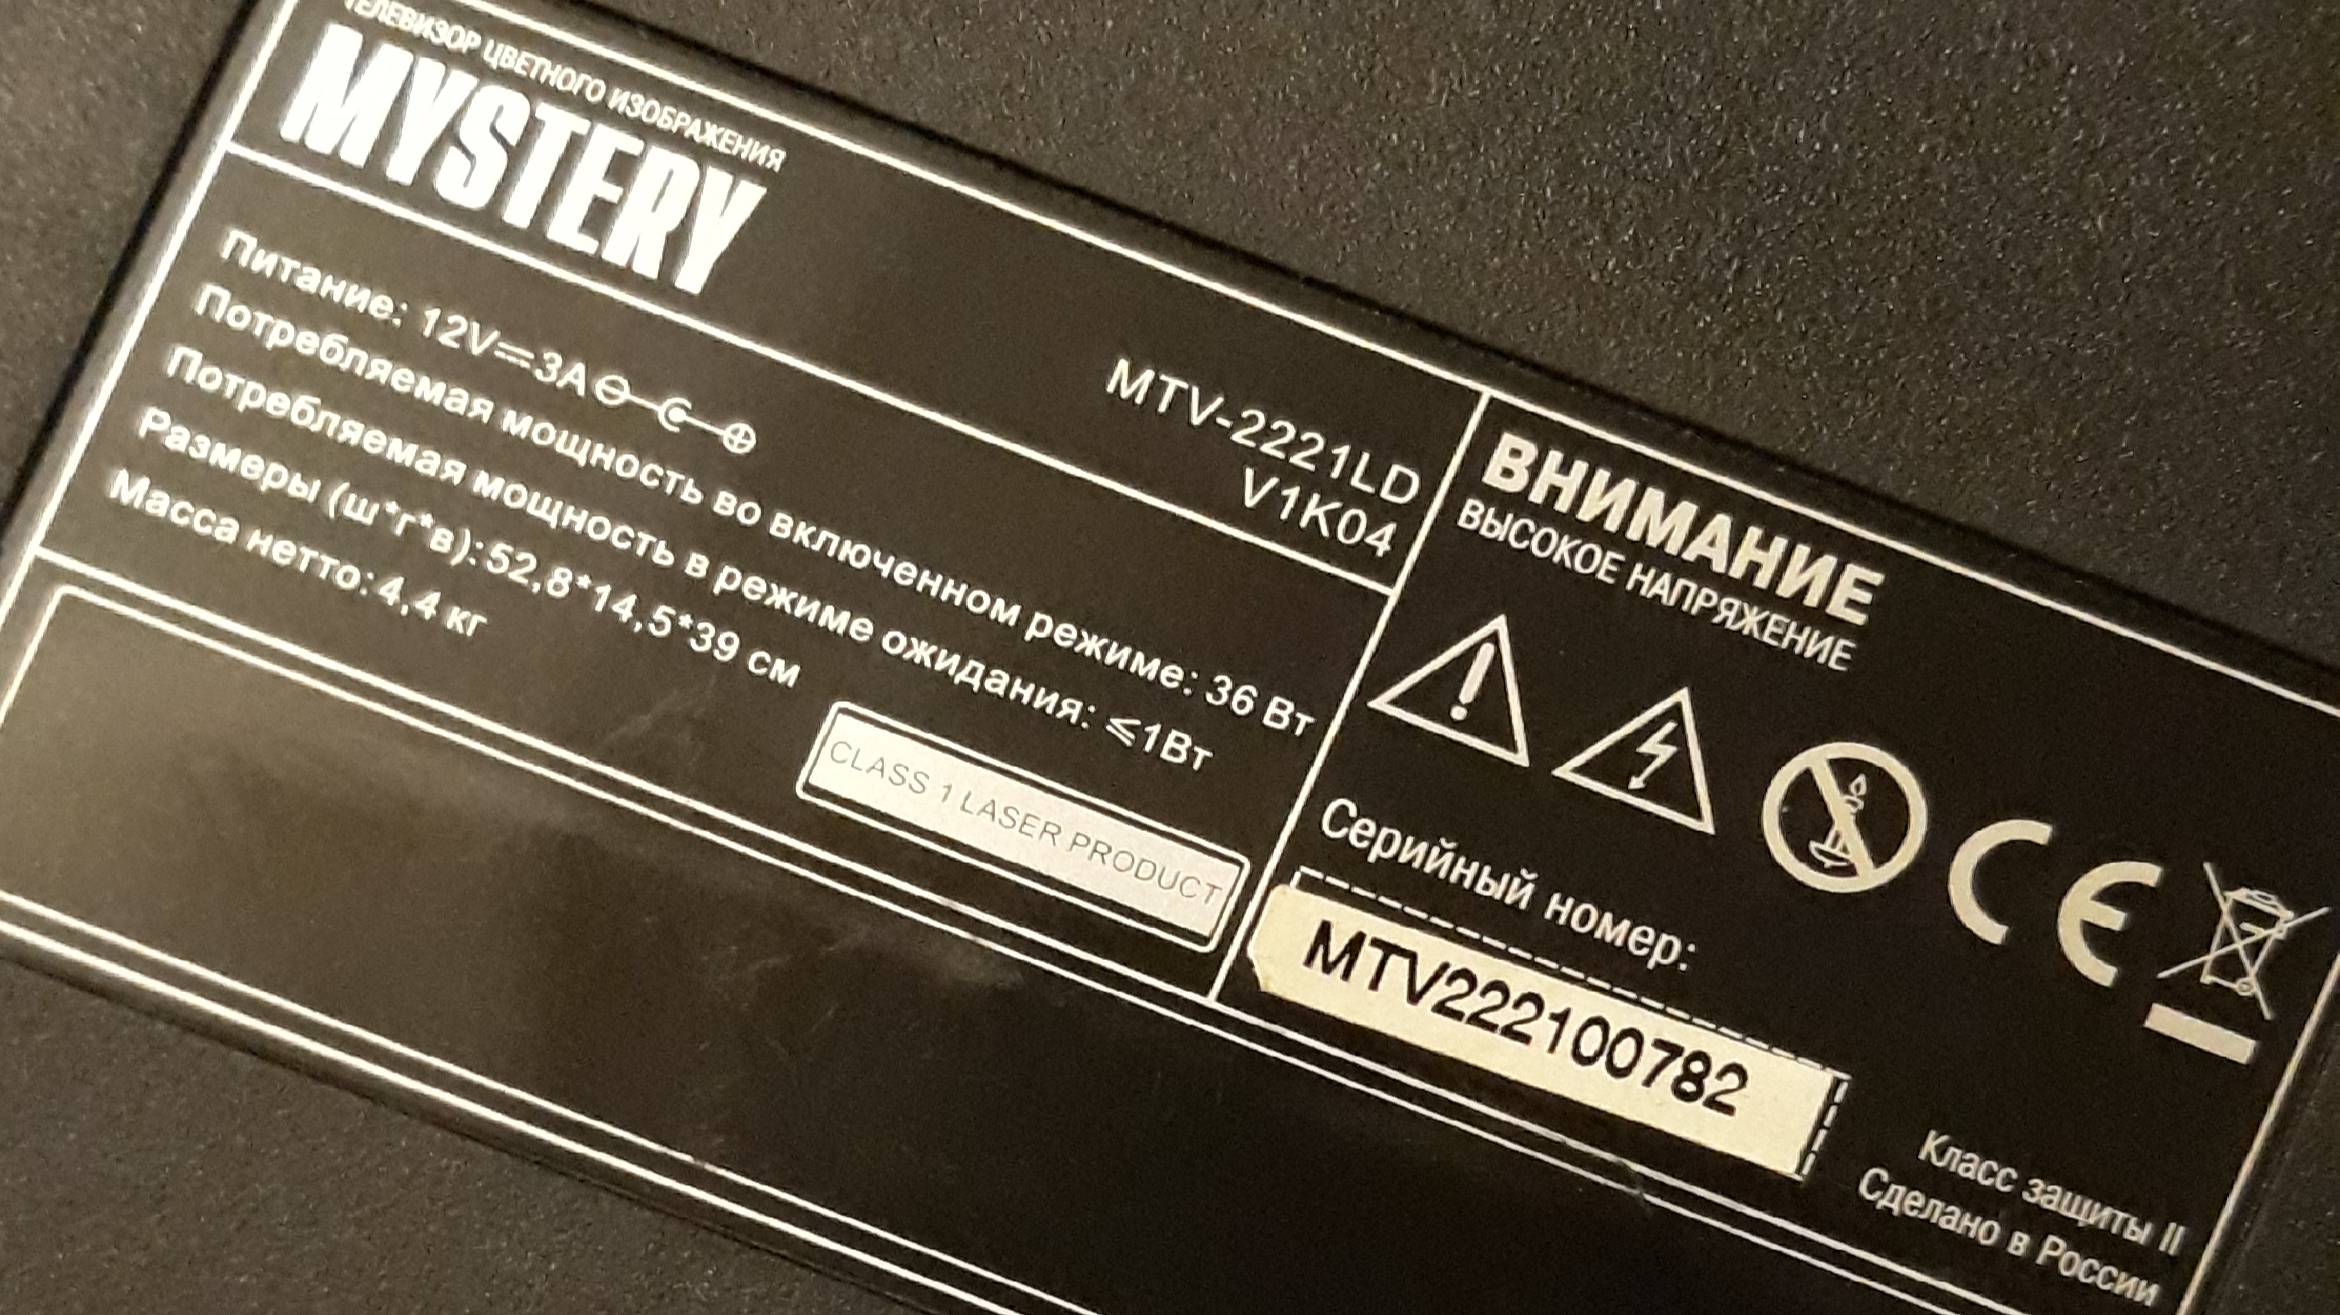 ТЕЛЕВИЗОР ЦВЕТНОГО ИЗОБРАЖЕНИЯ
MYSTERY
MTV-2221LD
V1K04
Питание: 12V⎓3A
Потребляемая мощность во включенном режиме: 36 Вт
Потребляемая мощность в режиме ожидания: ⩽1Вт
Размеры (ш*г*в):52,8*14,5*39 см
Масса нетто:4,4 кг
CLASS 1 LASER PRODUCT
ВНИМАНИЕ
ВЫСОКОЕ НАПРЯЖЕНИЕ
CE
Серийный номер:
MTV222100782
Класс защиты II
Сделано в России